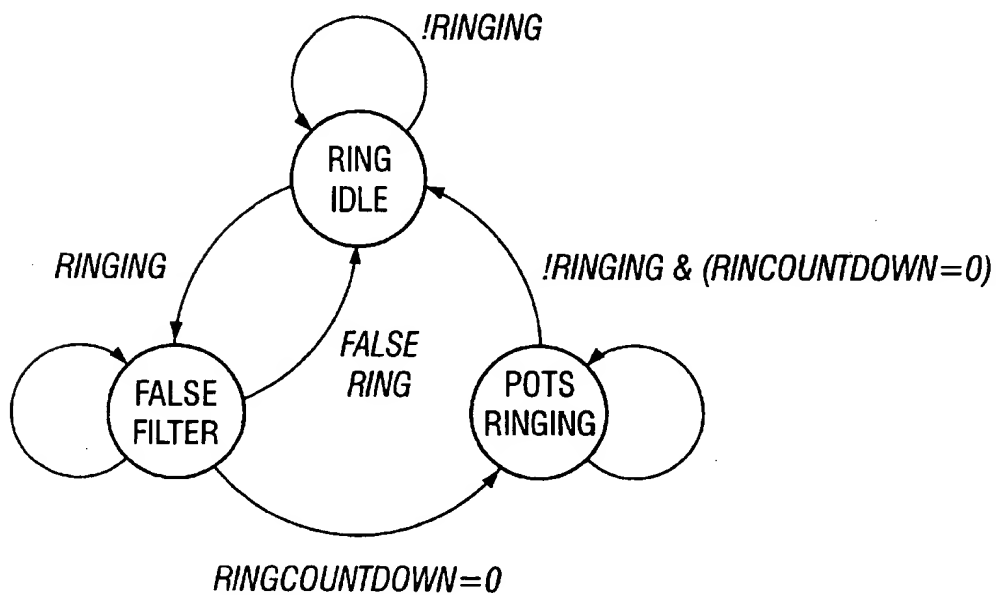 !RINGING
RING
IDLE
RINGING
!RINGING & (RINCOUNTDOWN=0)
FALSE
RING
FALSE
FILTER
POTS
RINGING
RINGCOUNTDOWN=0